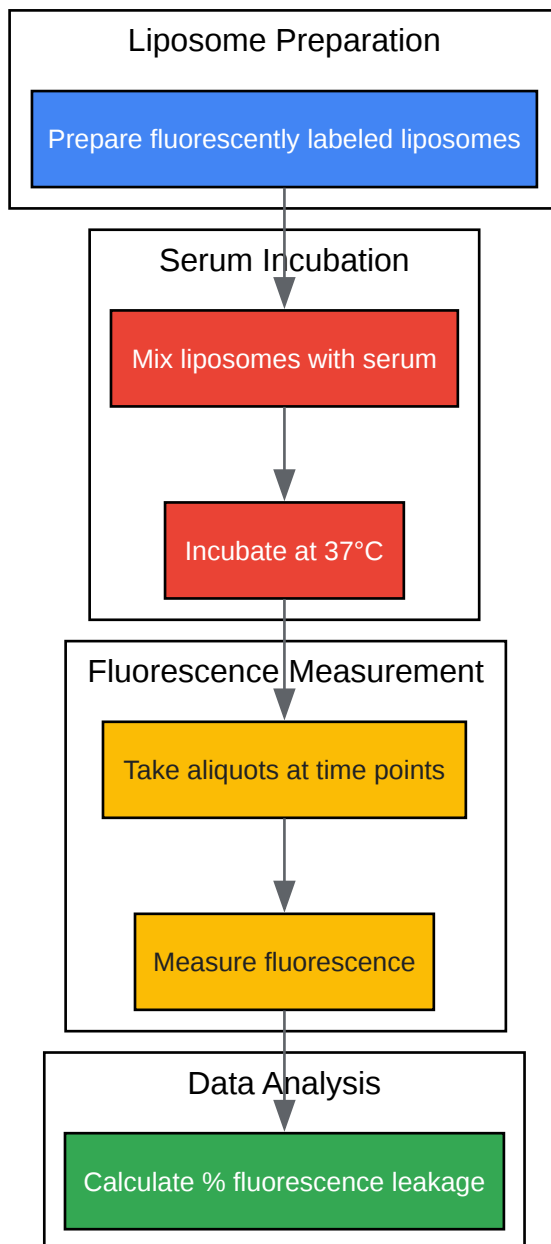 Liposome Preparation
Prepare fluorescently labeled liposomes
Serum Incubation
Mix liposomes with serum
Incubate at 37°C
Fluorescence Measurement
Take aliquots at time points
Measure fluorescence
Data Analysis
Calculate % fluorescence leakage